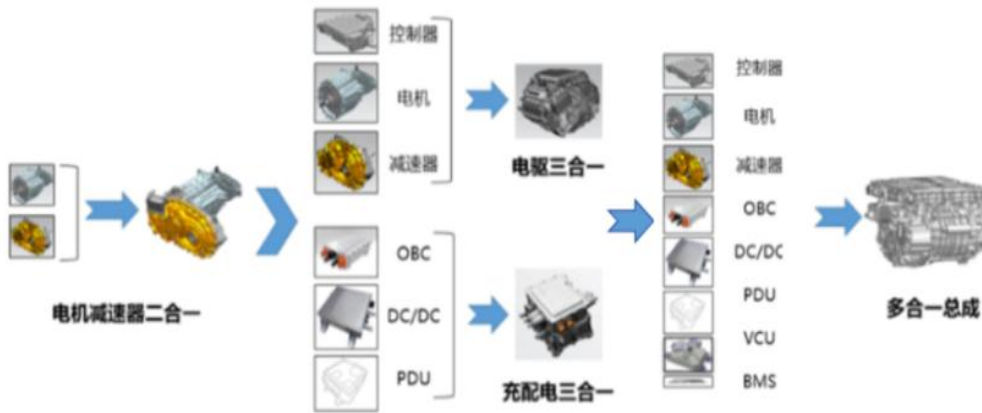 电机减速器二合一
控制器
电机
减速器
电驱三合一
OBC
DC/DC
PDU
充配电三合一
控制器
电机
减速器
OBC
DC/DC
PDU
VCU
BMS
多合一总成